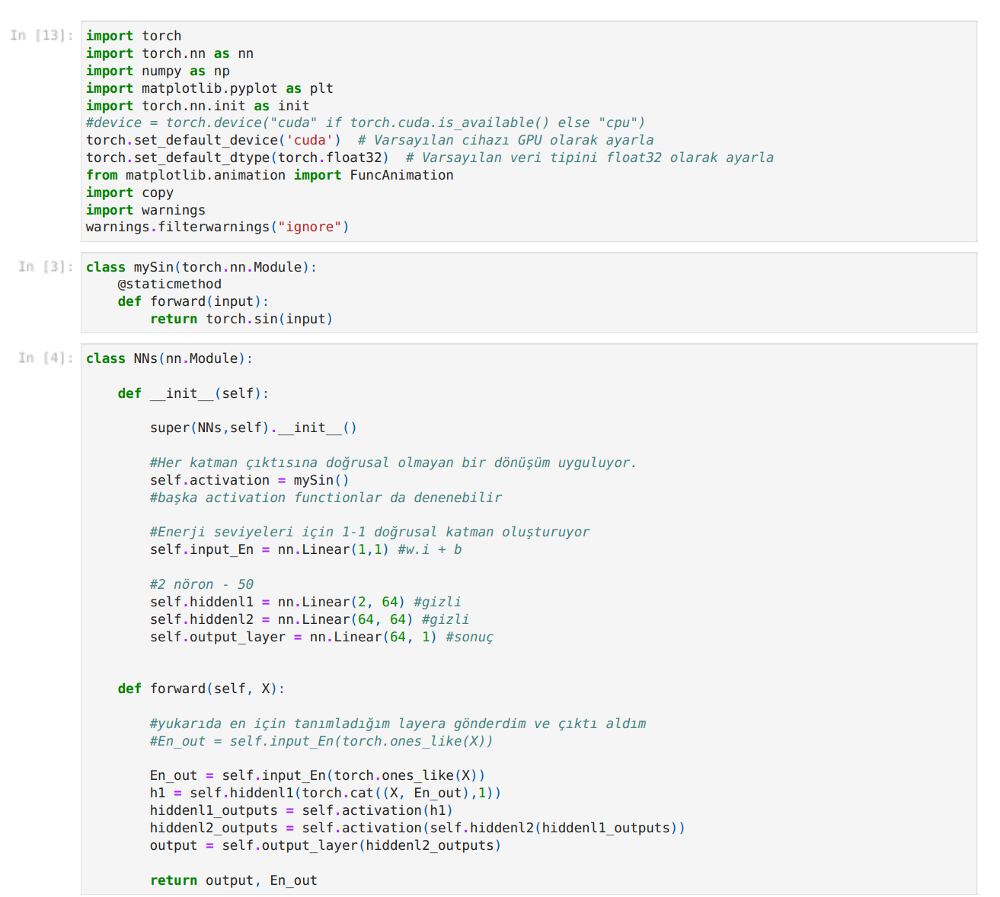 In [13]:
import torch
import torch.nn as nn
import numpy as np
import matplotlib.pyplot as plt
import torch.nn.init as init
#device = torch.device("cuda" if torch.cuda.is_available() else "cpu")
torch.set_default_device('cuda')  # Varsayılan cihazı GPU olarak ayarla
torch.set_default_dtype(torch.float32)  # Varsayılan veri tipini float32 olarak ayarla
from matplotlib.animation import FuncAnimation
import copy
import warnings
warnings.filterwarnings("ignore")
In [3]:
class mySin(torch.nn.Module):
    @staticmethod
    def forward(input):
        return torch.sin(input)
In [4]:
class NNs(nn.Module):
    def __init__(self):
        super(NNs,self).__init__()
        #Her katman çıktısına doğrusal olmayan bir dönüşüm uyguluyor.
        self.activation = mySin()
        #başka activation functionlar da denenebilir
        #Enerji seviyeleri için 1-1 doğrusal katman oluşturuyor
        self.input_En = nn.Linear(1,1) #w.i + b
        #2 nöron - 50
        self.hiddenl1 = nn.Linear(2, 64) #gizli
        self.hiddenl2 = nn.Linear(64, 64) #gizli
        self.output_layer = nn.Linear(64, 1) #sonuç
    def forward(self, X):
        #yukarıda en için tanımladığım layera gönderdim ve çıktı aldım
        #En_out = self.input_En(torch.ones_like(X))
        En_out = self.input_En(torch.ones_like(X))
        h1 = self.hiddenl1(torch.cat((X, En_out),1))
        hiddenl1_outputs = self.activation(h1)
        hiddenl2_outputs = self.activation(self.hiddenl2(hiddenl1_outputs))
        output = self.output_layer(hiddenl2_outputs)
        return output, En_out